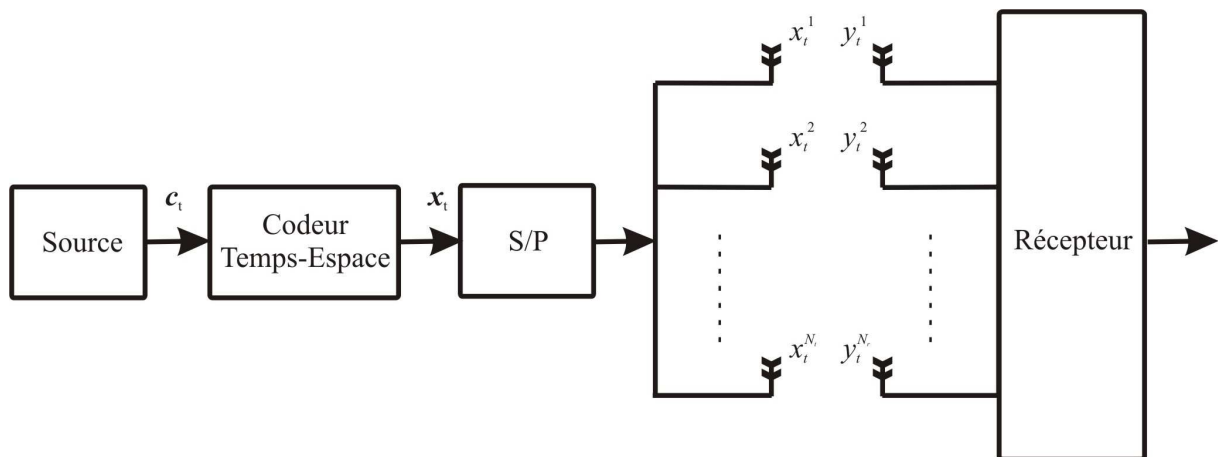 x_t^1 y_t^1
x_t^2 y_t^2
c_t
x_t
Source
Codeur
Temps-Espace
S/P
Récepteur
x_t^{N_t} y_t^{N_r}